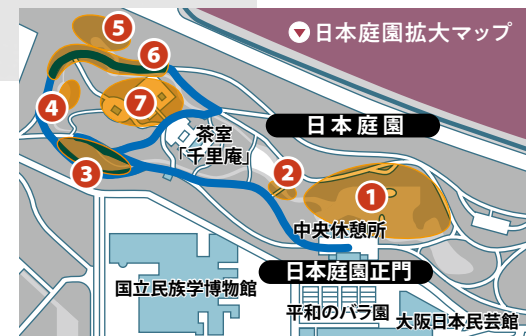 ▼日本庭園拡大マップ
5
6
4
7
日本庭園
茶室
「千里庵」
3
2
1
中央休憩所
日本庭園正門
国立民族学博物館
平和のバラ園
大阪日本民芸館